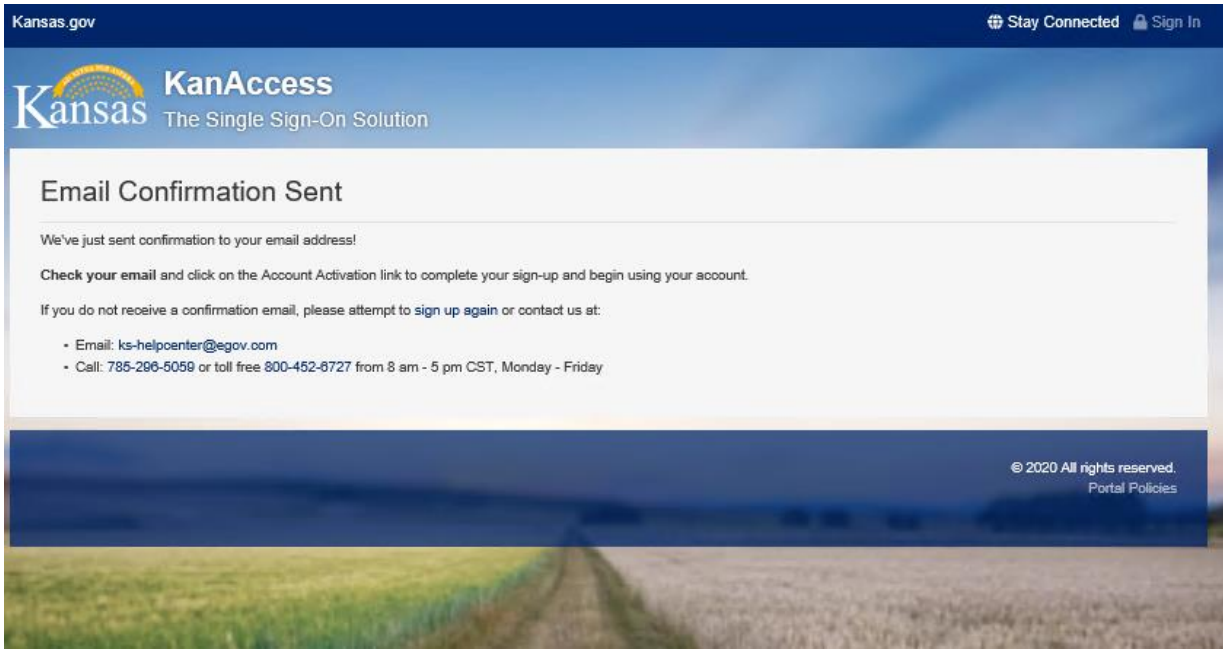 Kansas.gov
Stay Connected Sign In
Kansas
KanAccess
The Single Sign-On Solution
Email Confirmation Sent
We've just sent confirmation to your email address!
Check your email and click on the Account Activation link to complete your sign-up and begin using your account.
If you do not receive a confirmation email, please attempt to sign up again or contact us at:
• Email: ks-helpcenter@egov.com
• Call: 785-296-5059 or toll free 800-452-6727 from 8 am - 5 pm CST, Monday - Friday
© 2020 All rights reserved.
Portal Policies